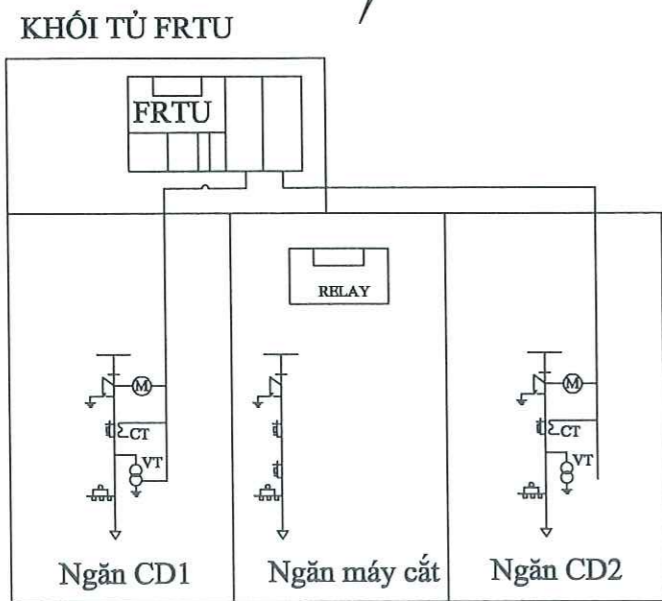 KHỐI TỦ FRTU
FRTU
RELAY
M
CT
VT
M
CT
VT
Ngăn CD1
Ngăn máy cắt
Ngăn CD2